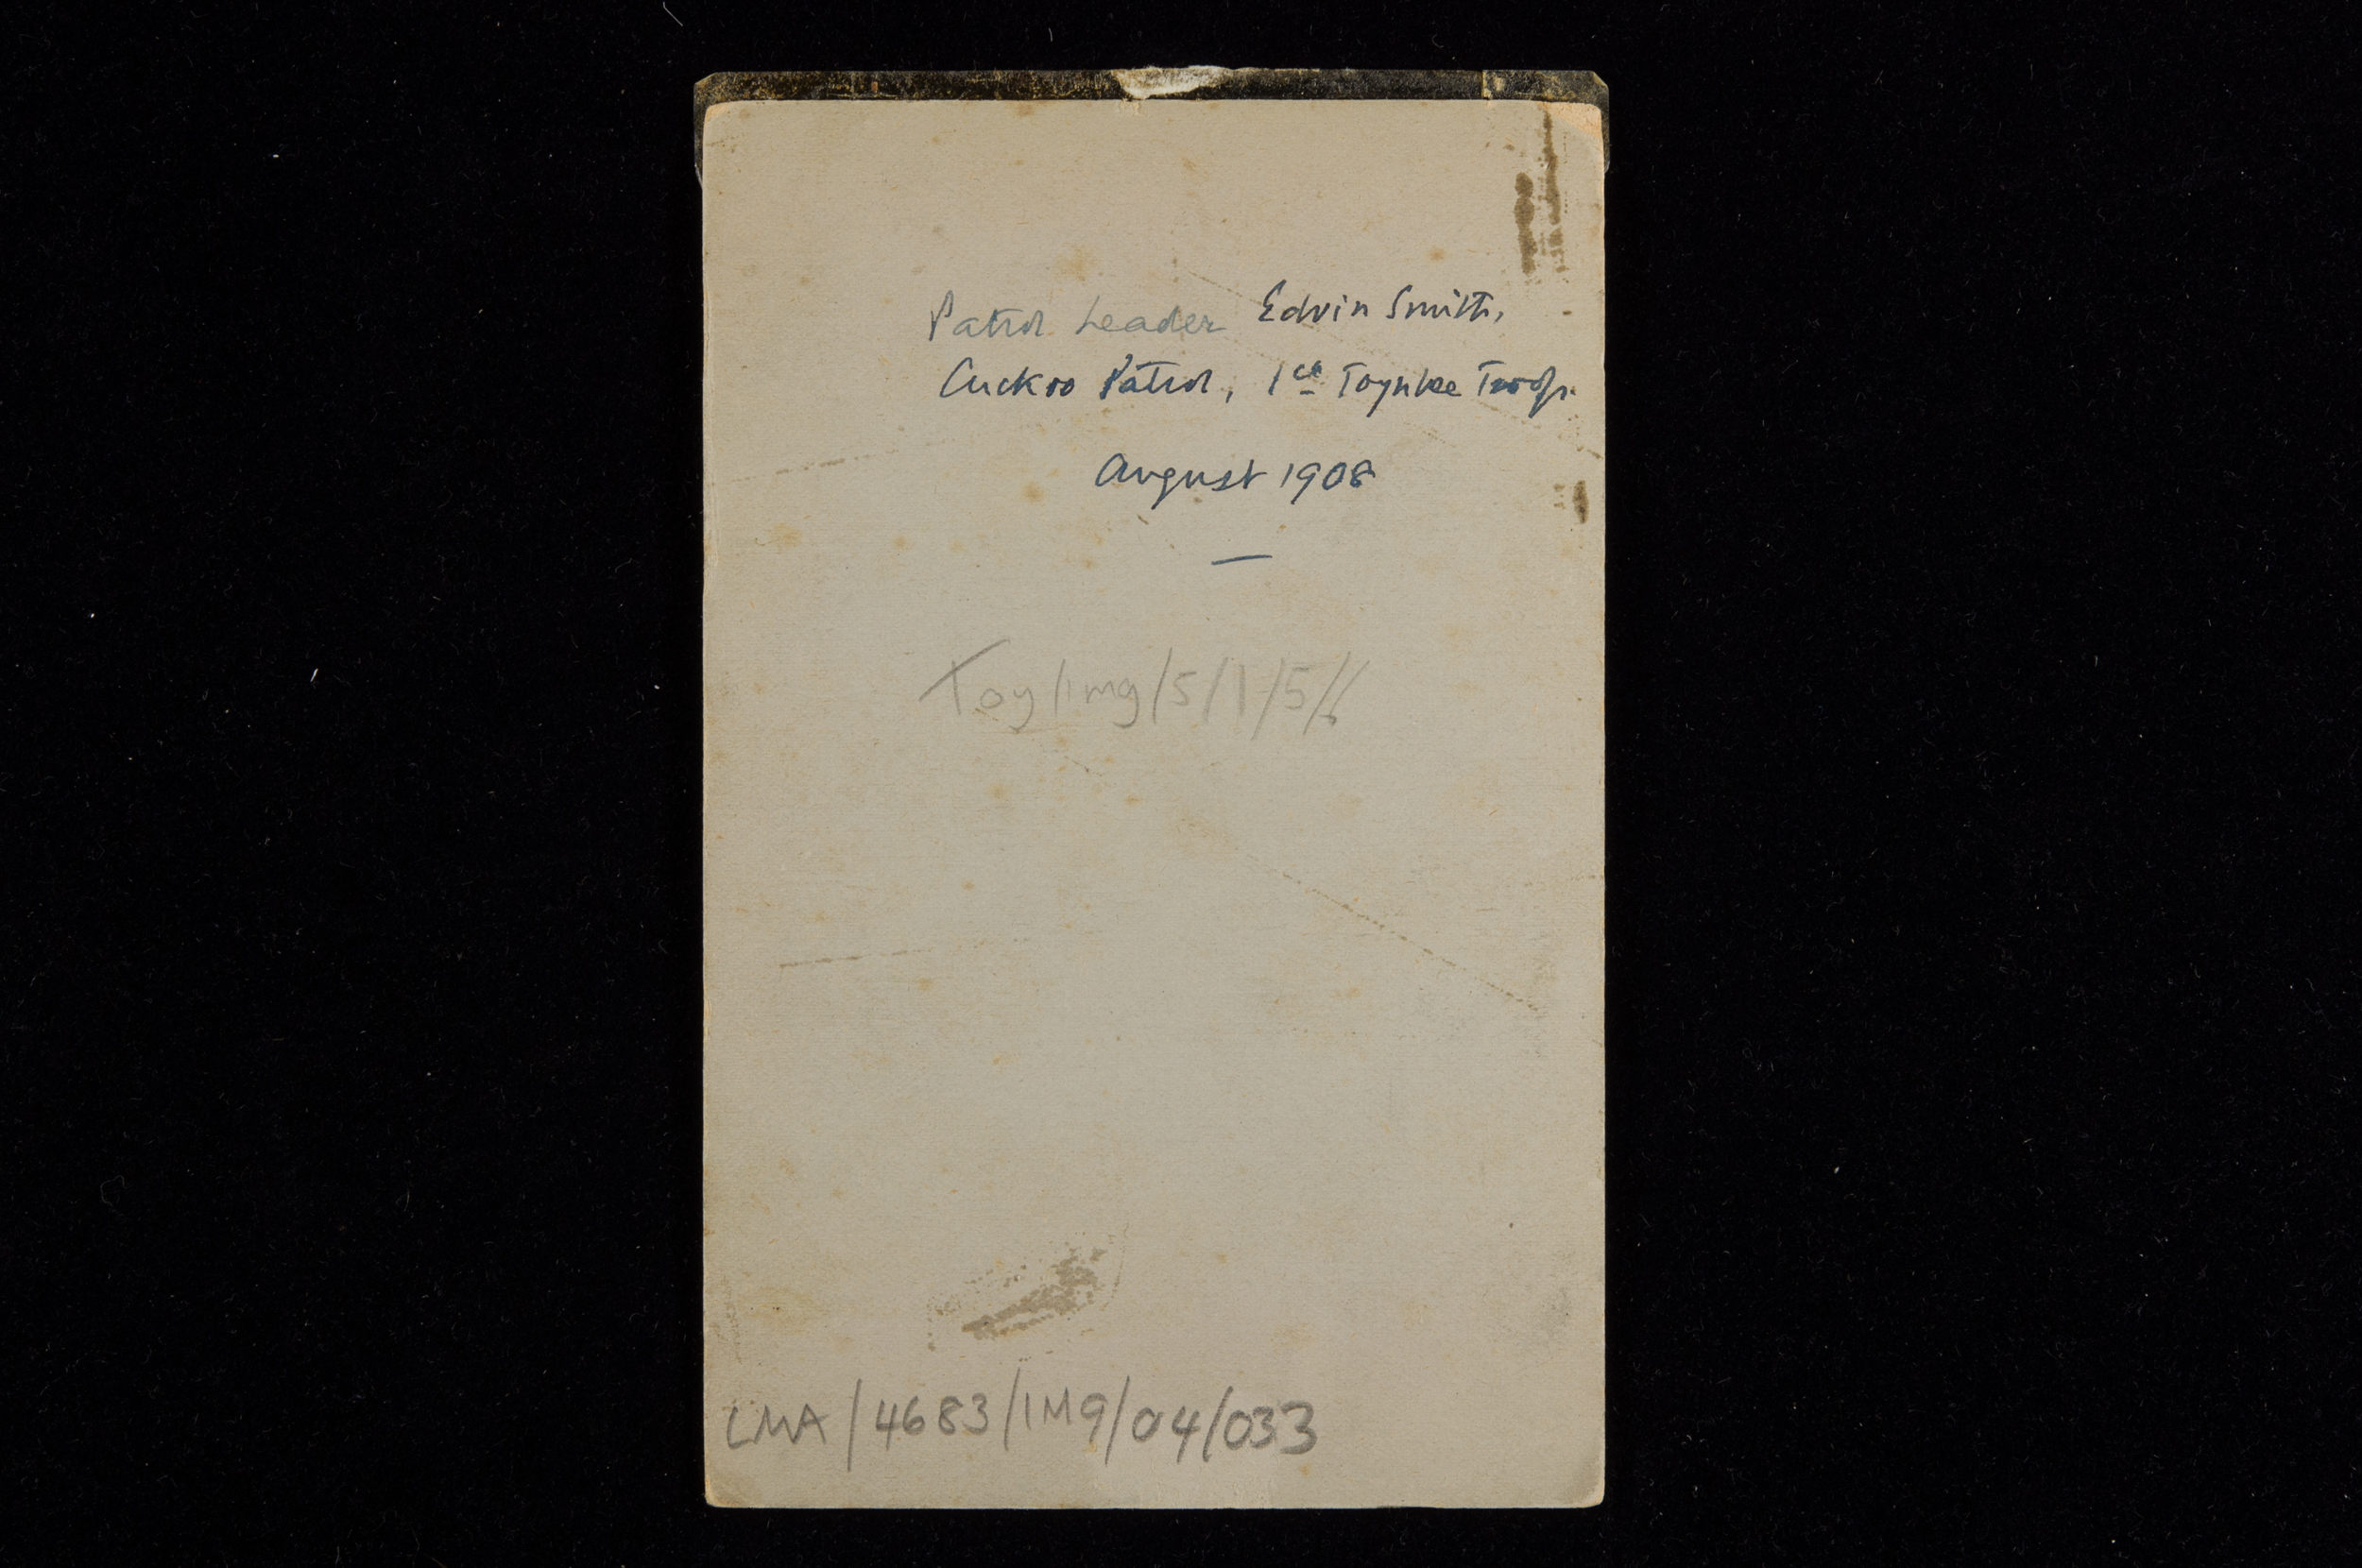 Patrol Leader Edwin Smith,
Cuckoo Patrol, 1st Toynbee Troop.
August 1908
Toy/img/5/1/5/6
LMA/4683/IMG/04/033